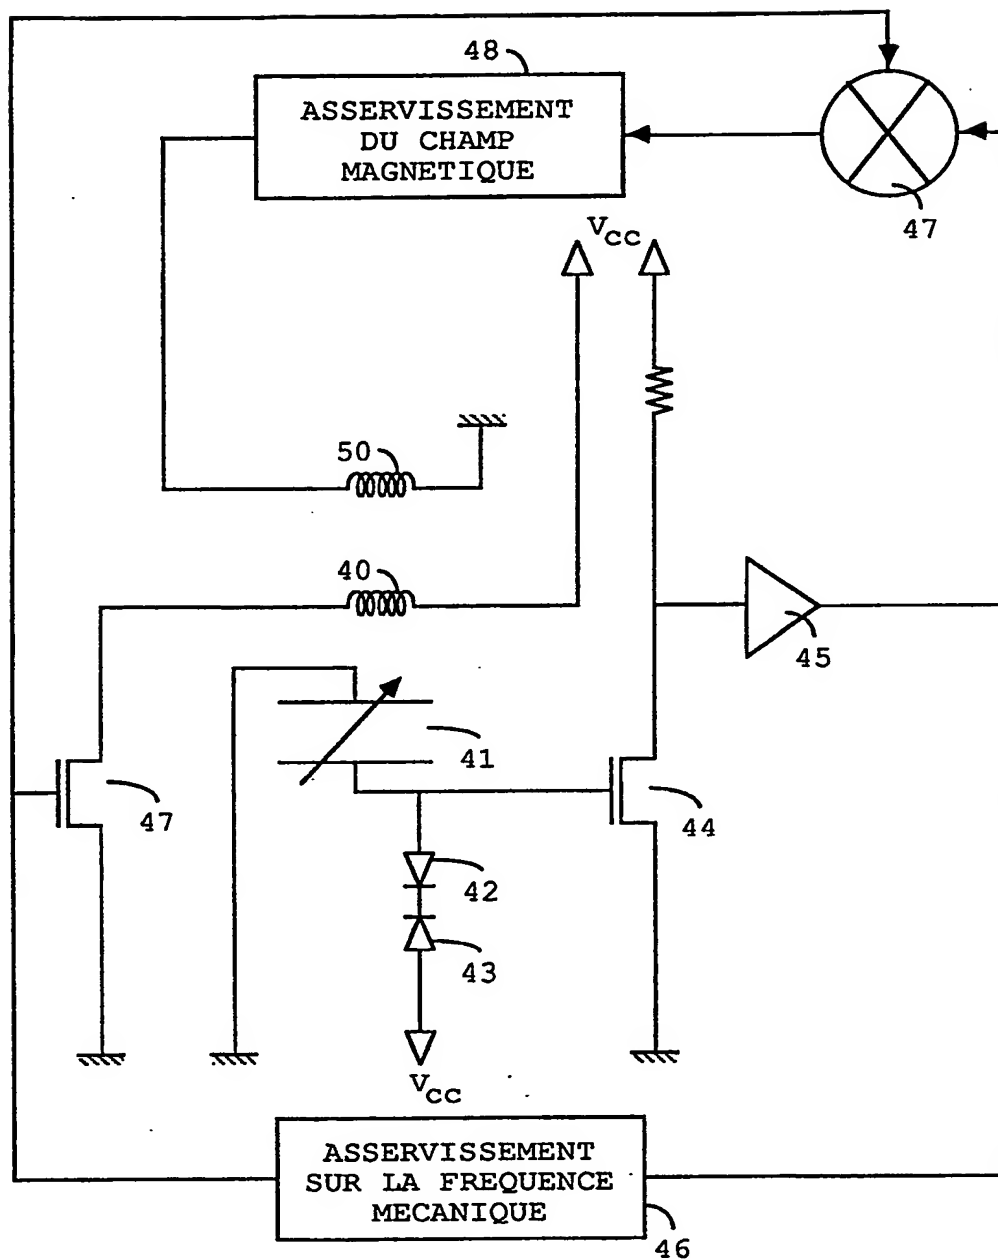 48
ASSERVISSEMENT
DU CHAMP
MAGNETIQUE
47
Vcc
50
40
45
41
47
44
42
43
Vcc
ASSERVISSEMENT
SUR LA FREQUENCE
MECANIQUE
46